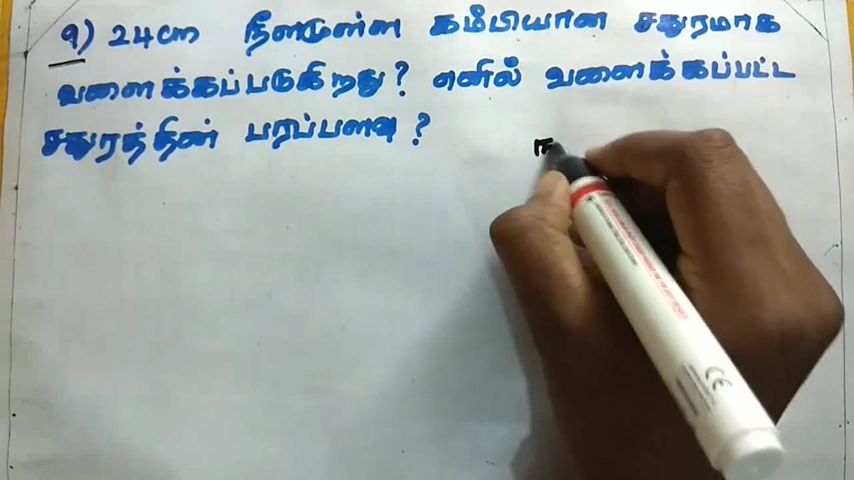 9) 24cm நீளமுள்ள கம்பியான சதுரமாக
வளைக்கப்படுகிறது? எனில் வளைக்கப்பட்ட
சதுரத்தின் பரப்பளவு?